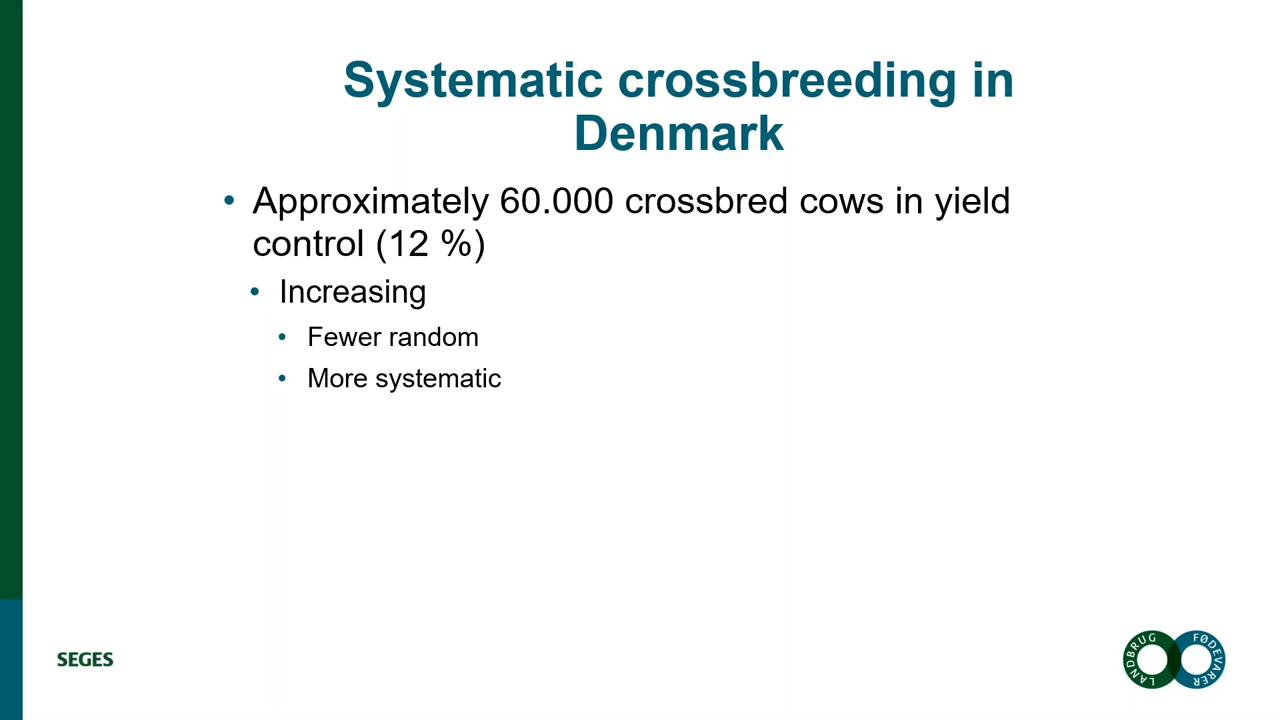 Systematic crossbreeding in
Denmark
• Approximately 60.000 crossbred cows in yield
control (12 %)
• Increasing
• Fewer random
• More systematic
SEGES
LANDBRUG FØDEVARER